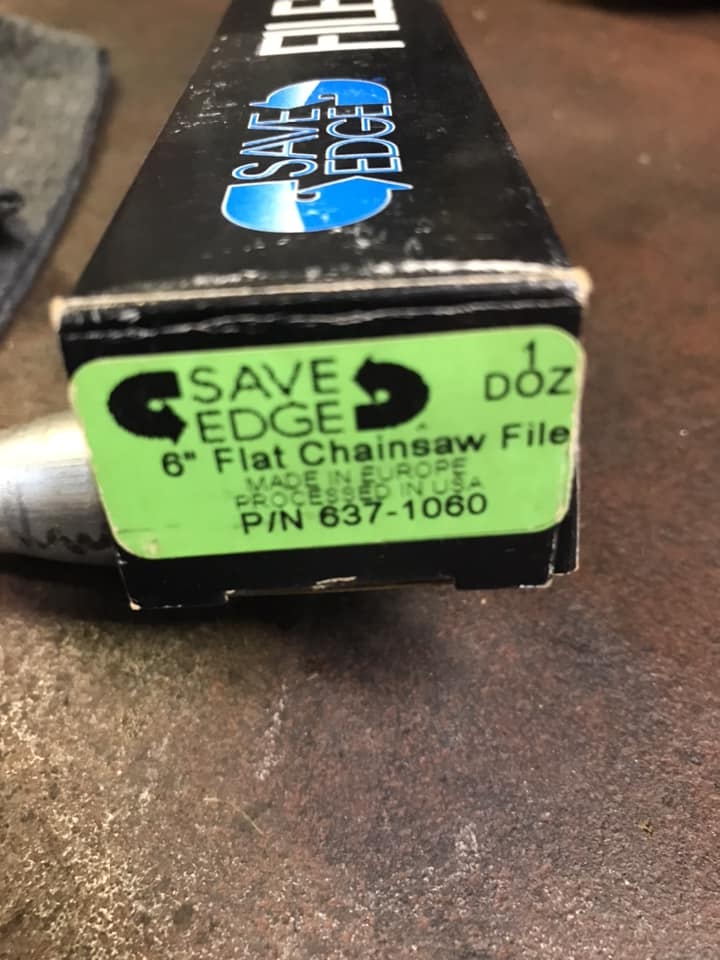 FILE
SAVE
EDGE
SAVE
EDGE
1
DOZ
6" Flat Chainsaw File
MADE IN EUROPE
PROCESSED IN USA
P/N 637-1060